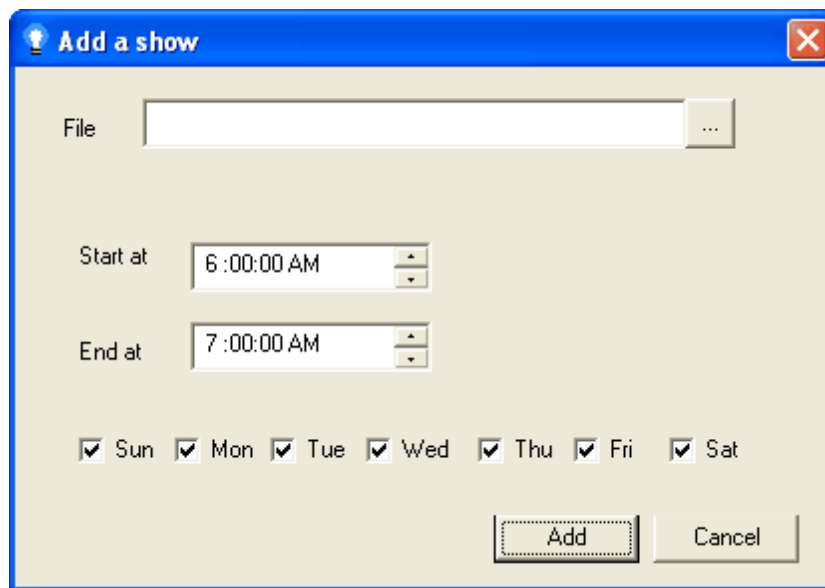 Add a show
File ...
Start at 6 :00:00 AM
End at 7 :00:00 AM
Sun Mon Tue Wed Thu Fri Sat
Add Cancel